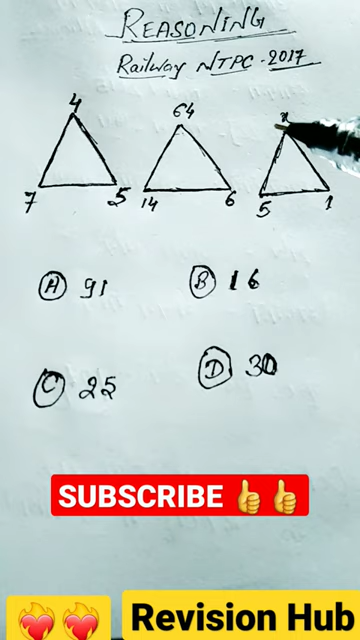 REASONING
Railway NTPC-2017
4 64 x
7 5 14 6 5 1
A 91 B 16
C 25 D 30
SUBSCRIBE 👍👍
❤️‍🔥❤️‍🔥 Revision Hub